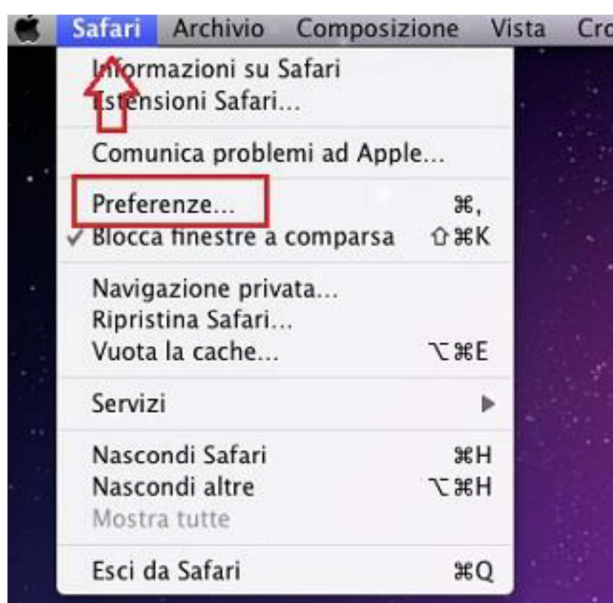 Safari Archivio Composizione Vista Cro
Informazioni su Safari
Estensioni Safari...
Comunica problemi ad Apple...
Preferenze... ⌘,
✓ Blocca finestre a comparsa ⇧⌘K
Navigazione privata...
Ripristina Safari...
Vuota la cache... ⌥⌘E
Servizi ▶
Nascondi Safari ⌘H
Nascondi altre ⌥⌘H
Mostra tutte
Esci da Safari ⌘Q